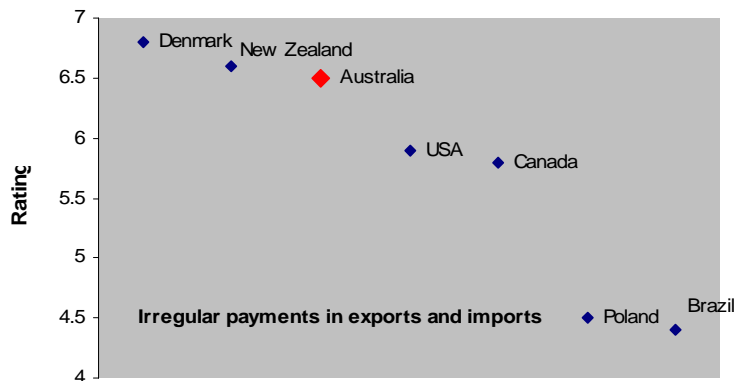 7
Denmark
New Zealand
6.5
Australia
6
USA
Canada
5.5
Rating
5
Irregular payments in exports and imports
4.5
Poland
Brazil
4